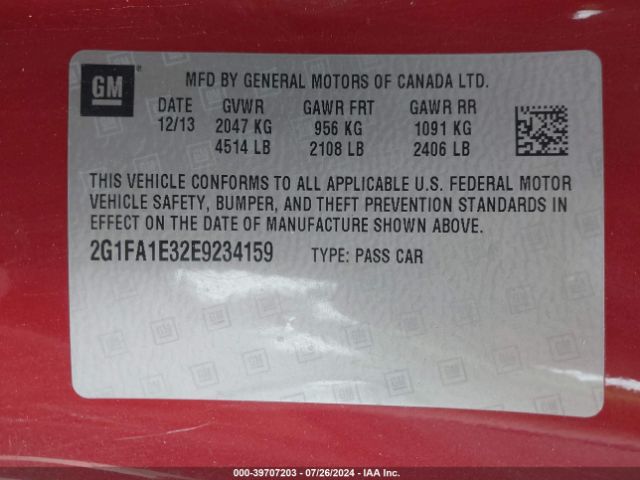 GM ® MFD BY GENERAL MOTORS OF CANADA LTD.
DATE GVWR GAWR FRT GAWR RR
12/13 2047 KG 956 KG 1091 KG
4514 LB 2108 LB 2406 LB
THIS VEHICLE CONFORMS TO ALL APPLICABLE U.S. FEDERAL MOTOR
VEHICLE SAFETY, BUMPER, AND THEFT PREVENTION STANDARDS IN
EFFECT ON THE DATE OF MANUFACTURE SHOWN ABOVE.
2G1FA1E32E9234159 TYPE: PASS CAR
000-39707203 - 07/26/2024 - IAA Inc.